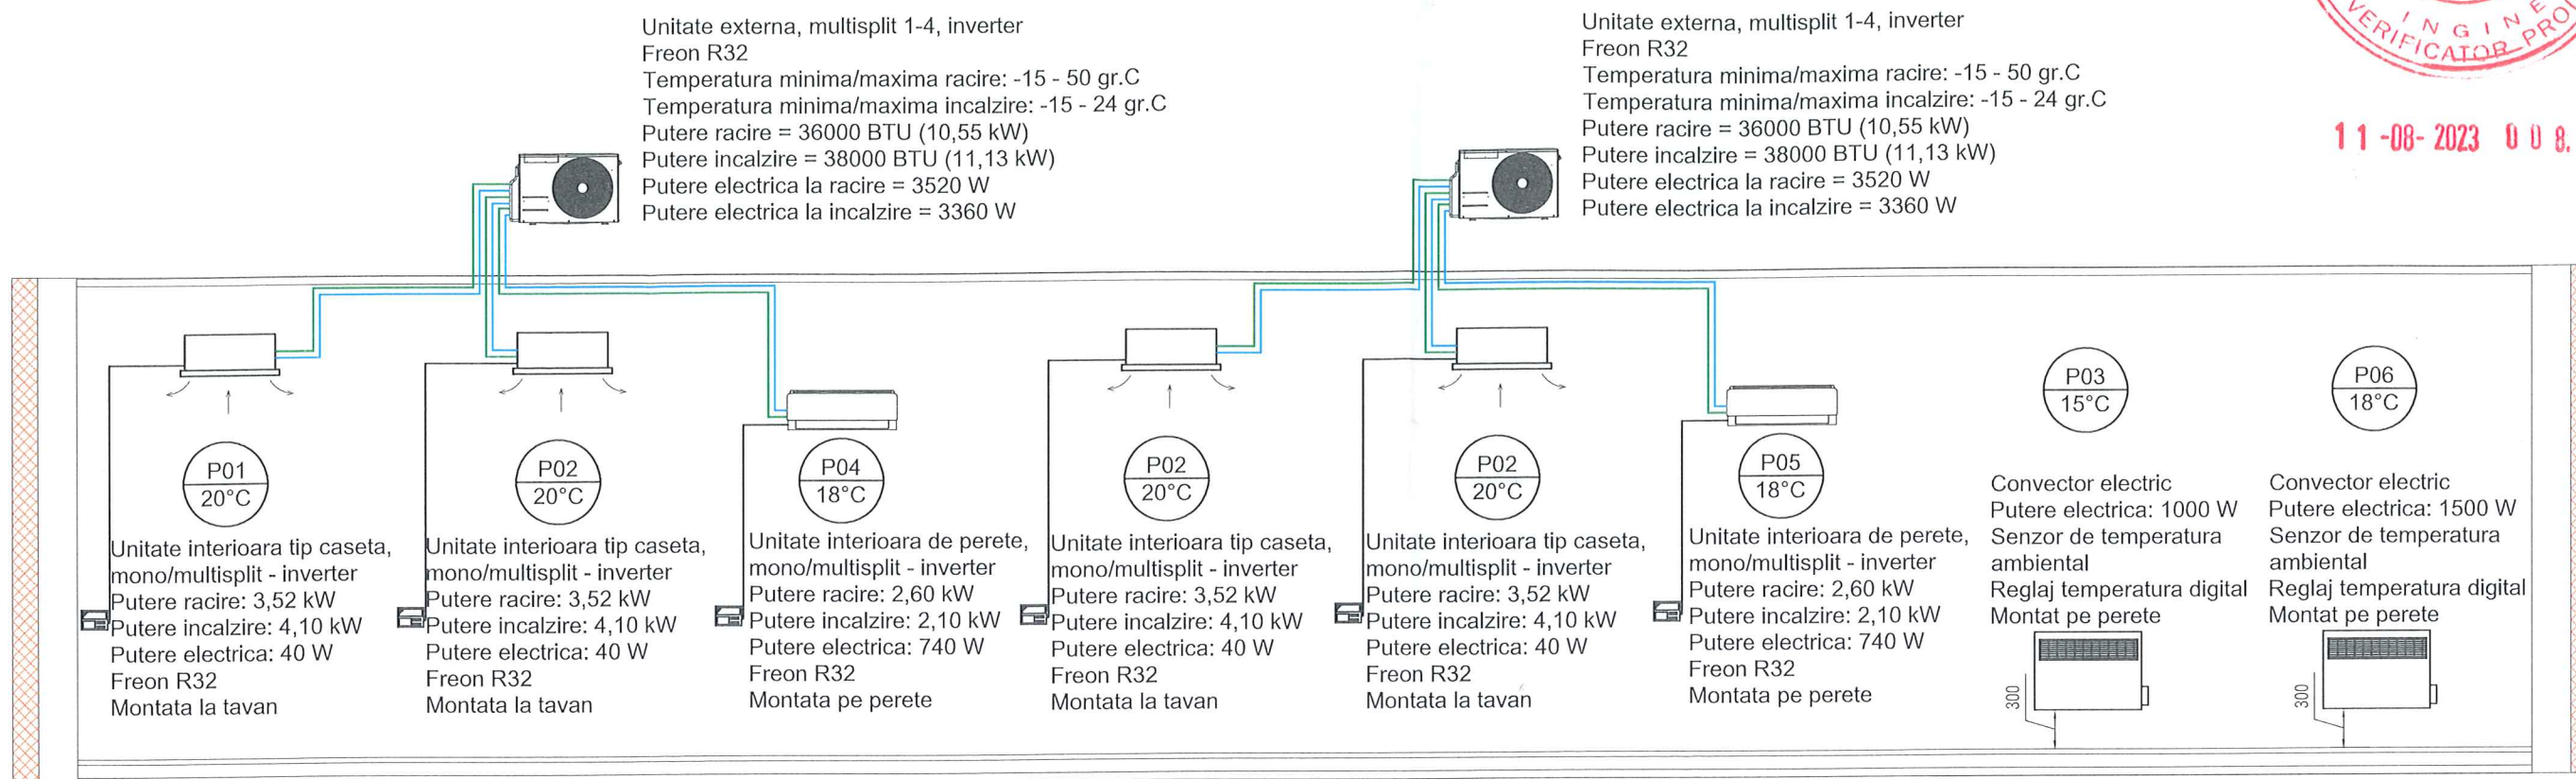 Unitate externa, multisplit 1-4, inverter
Freon R32
Temperatura minima/maxima racire: -15 - 50 gr.C
Temperatura minima/maxima incalzire: -15 - 24 gr.C
Putere racire = 36000 BTU (10,55 kW)
Putere incalzire = 38000 BTU (11,13 kW)
Putere electrica la racire = 3520 W
Putere electrica la incalzire = 3360 W
Unitate externa, multisplit 1-4, inverter
Freon R32
Temperatura minima/maxima racire: -15 - 50 gr.C
Temperatura minima/maxima incalzire: -15 - 24 gr.C
Putere racire = 36000 BTU (10,55 kW)
Putere incalzire = 38000 BTU (11,13 kW)
Putere electrica la racire = 3520 W
Putere electrica la incalzire = 3360 W
VERIFICATOR
11-08-2023 008.
P01
20°C
Unitate interioara tip caseta,
mono/multisplit - inverter
Putere racire: 3,52 kW
Putere incalzire: 4,10 kW
Putere electrica: 40 W
Freon R32
Montata la tavan
P02
20°C
Unitate interioara tip caseta,
mono/multisplit - inverter
Putere racire: 3,52 kW
Putere incalzire: 4,10 kW
Putere electrica: 40 W
Freon R32
Montata la tavan
P04
18°C
Unitate interioara de perete,
mono/multisplit - inverter
Putere racire: 2,60 kW
Putere incalzire: 2,10 kW
Putere electrica: 740 W
Freon R32
Montata pe perete
P02
20°C
Unitate interioara tip caseta,
mono/multisplit - inverter
Putere racire: 3,52 kW
Putere incalzire: 4,10 kW
Putere electrica: 40 W
Freon R32
Montata la tavan
P02
20°C
Unitate interioara tip caseta,
mono/multisplit - inverter
Putere racire: 3,52 kW
Putere incalzire: 4,10 kW
Putere electrica: 40 W
Freon R32
Montata la tavan
P05
18°C
Unitate interioara de perete,
mono/multisplit - inverter
Putere racire: 2,60 kW
Putere incalzire: 2,10 kW
Putere electrica: 740 W
Freon R32
Montata pe perete
P03
15°C
Convector electric
Putere electrica: 1000 W
Senzor de temperatura
ambiental
Reglaj temperatura digital
Montat pe perete
300
P06
18°C
Convector electric
Putere electrica: 1500 W
Senzor de temperatura
ambiental
Reglaj temperatura digital
Montat pe perete
300